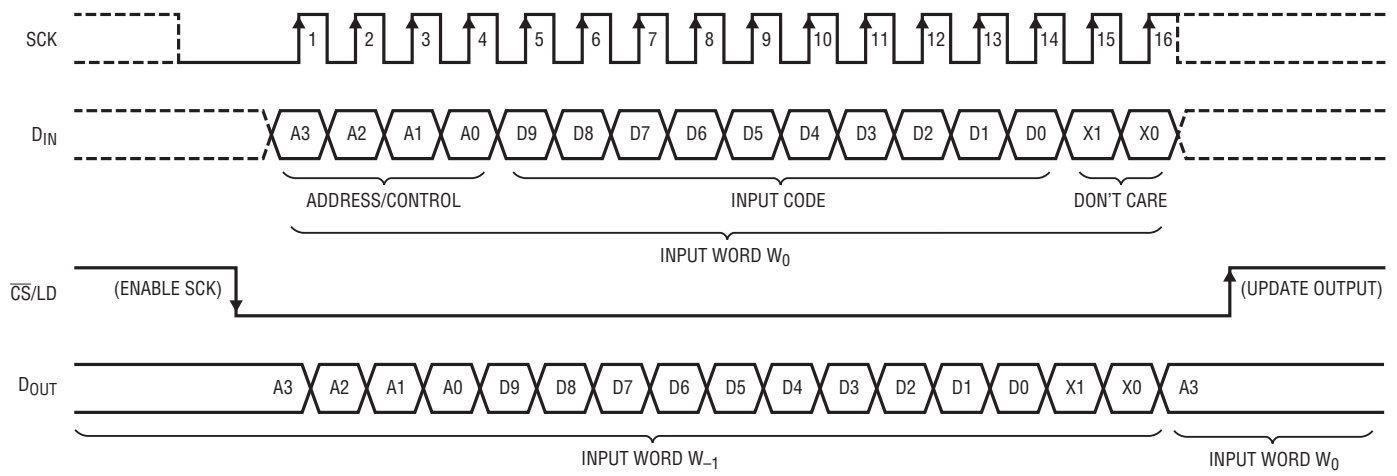 SCK 1 2 3 4 5 6 7 8 9 10 11 12 13 14 15 16
DIN A3 A2 A1 A0 D9 D8 D7 D6 D5 D4 D3 D2 D1 D0 X1 X0
ADDRESS/CONTROL INPUT CODE DON'T CARE
INPUT WORD W0
CS/LD (ENABLE SCK) (UPDATE OUTPUT)
DOUT A3 A2 A1 A0 D9 D8 D7 D6 D5 D4 D3 D2 D1 D0 X1 X0 A3
INPUT WORD W–1 INPUT WORD W0